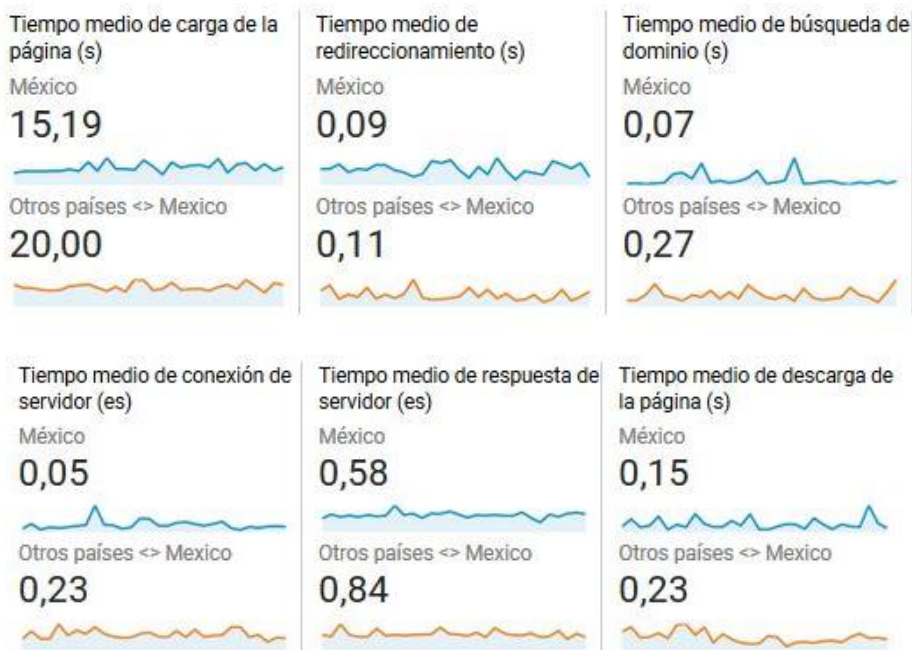 Tiempo medio de carga de la
página (s)
México
15,19
Otros países <> Mexico
20,00
Tiempo medio de
redireccionamiento (s)
México
0,09
Otros países <> Mexico
0,11
Tiempo medio de búsqueda de
dominio (s)
México
0,07
Otros países <> Mexico
0,27
Tiempo medio de conexión de
servidor (es)
México
0,05
Otros países <> Mexico
0,23
Tiempo medio de respuesta de
servidor (es)
México
0,58
Otros países <> Mexico
0,84
Tiempo medio de descarga de
la página (s)
México
0,15
Otros países <> Mexico
0,23